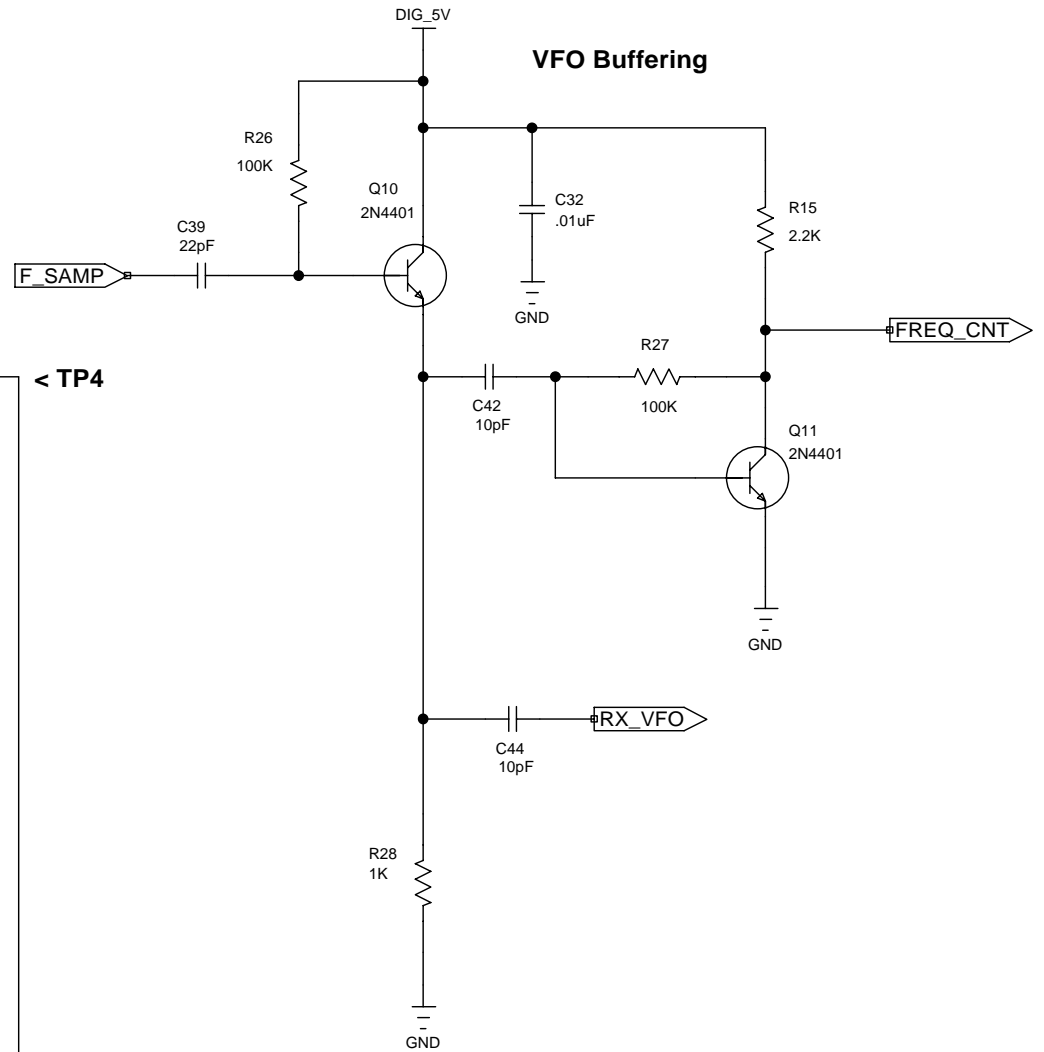 DIG_5V
VFO Buffering
R26
100K
Q10
2N4401
C32
.01uF
R15
2.2K
C39
22pF
F_SAMP
GND
FREQ_CNT
R27
100K
< TP4
C42
10pF
Q11
2N4401
GND
RX_VFO
C44
10pF
R28
1K
GND